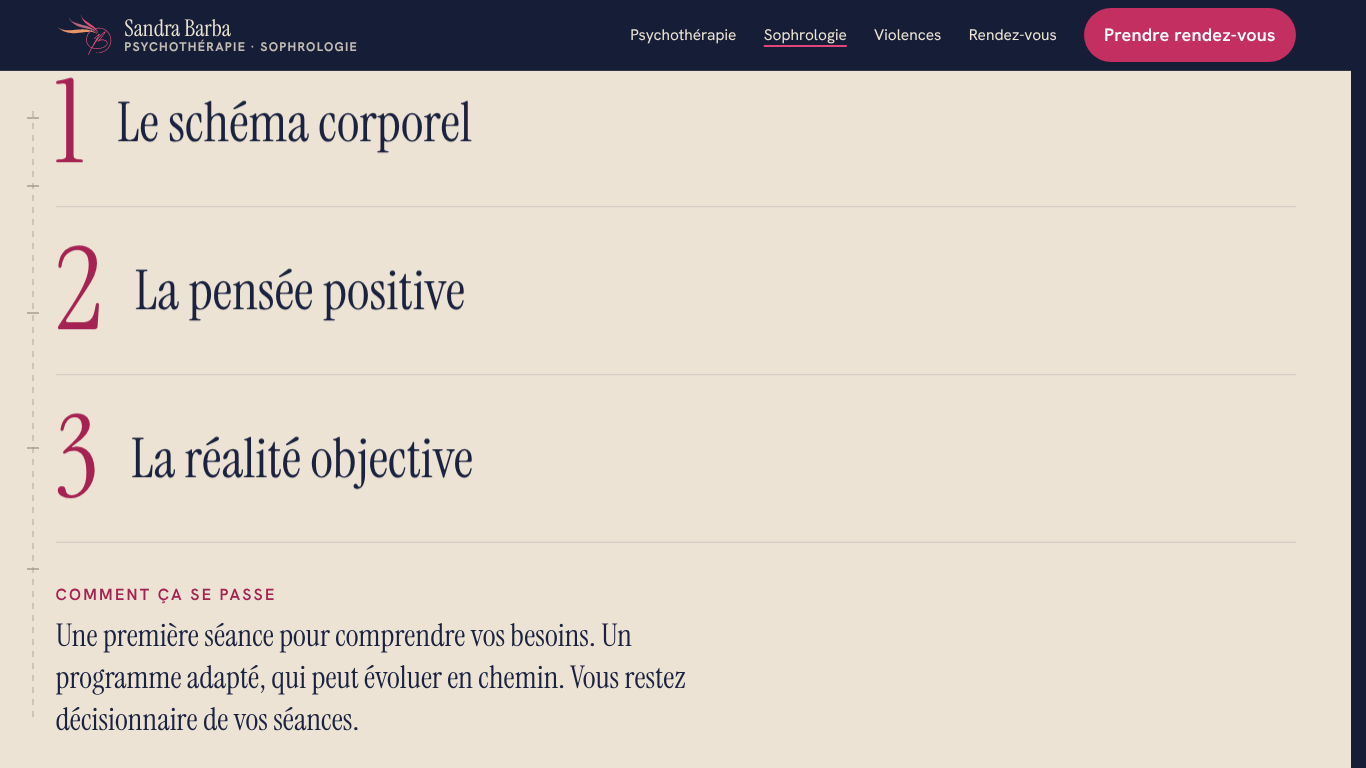 Sandra Barba
PSYCHOTHÉRAPIE · SOPHROLOGIE
Psychothérapie
Sophrologie
Violences
Rendez-vous
Prendre rendez-vous
1 Le schéma corporel
2 La pensée positive
3 La réalité objective
COMMENT ÇA SE PASSE
Une première séance pour comprendre vos besoins. Un
programme adapté, qui peut évoluer en chemin. Vous restez
décisionnaire de vos séances.